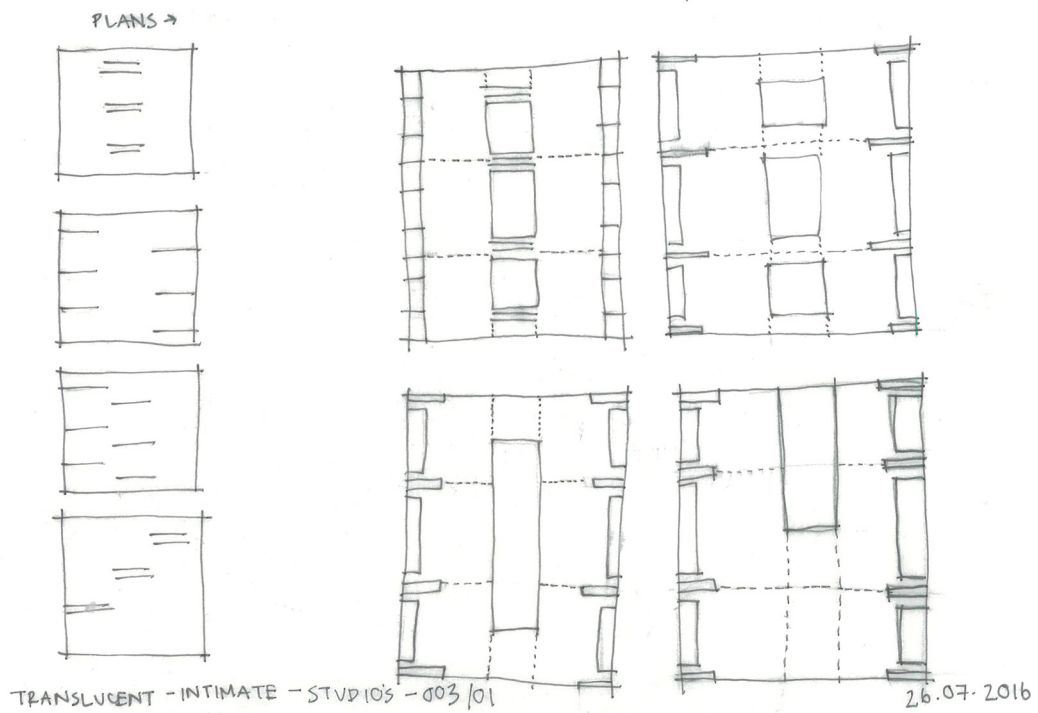 PLANS →
TRANSLUCENT - INTIMATE - STUDIO'S - 003/01
26.07.2016